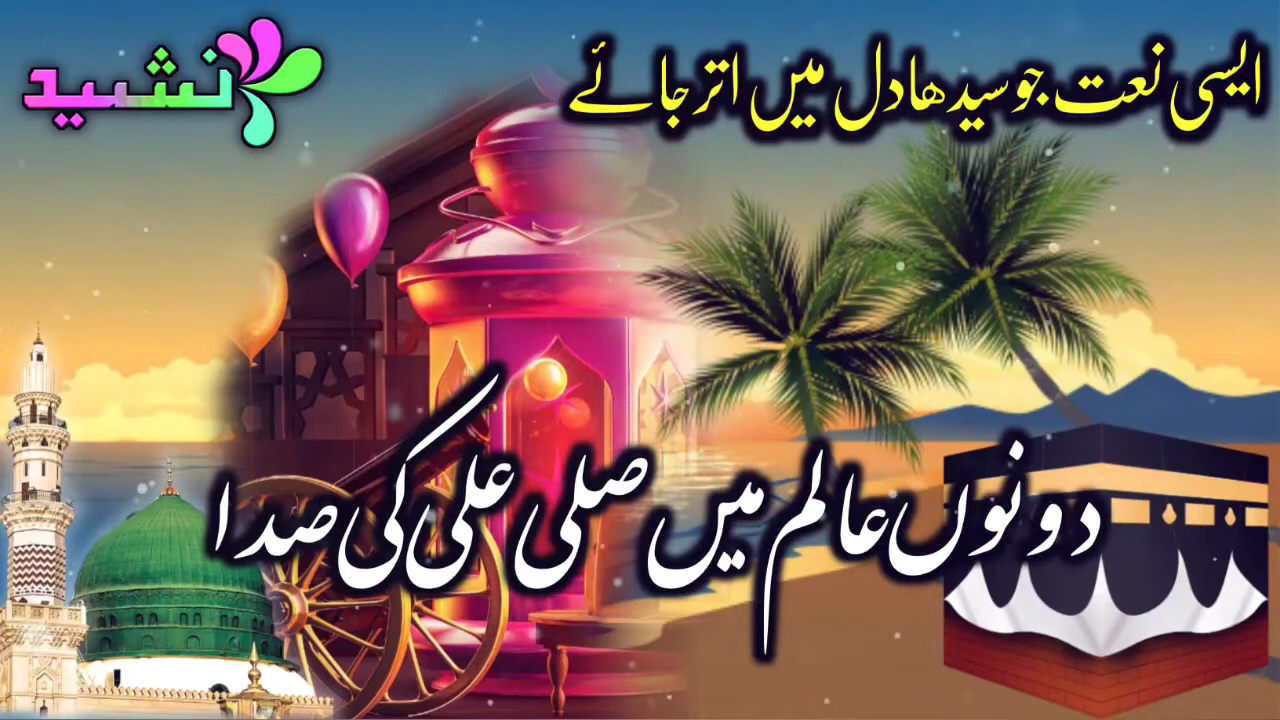 ایسی نعت جو سیدھا دل میں اتر جائے
نشید
دونوں عالم میں صلی علی کی صدا